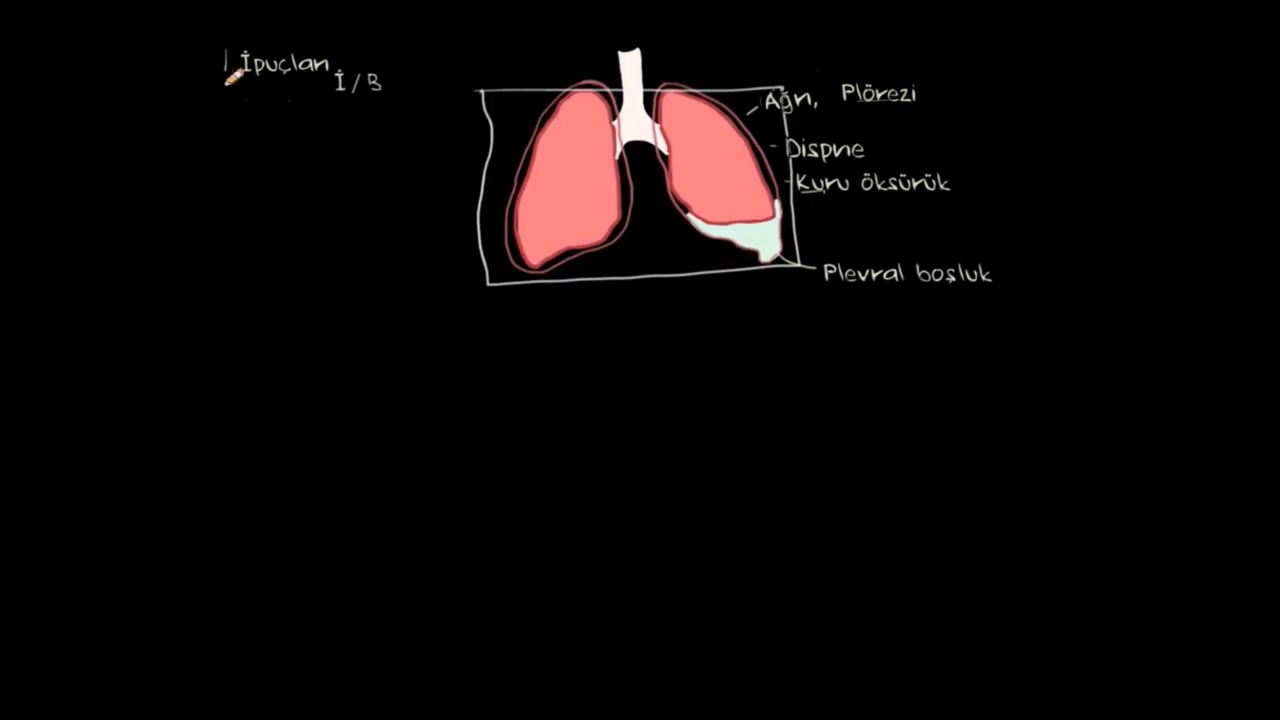 İpuçları
İ/B
Ağrı, Plörezi
Dispne
Kuru öksürük
Plevral boşluk